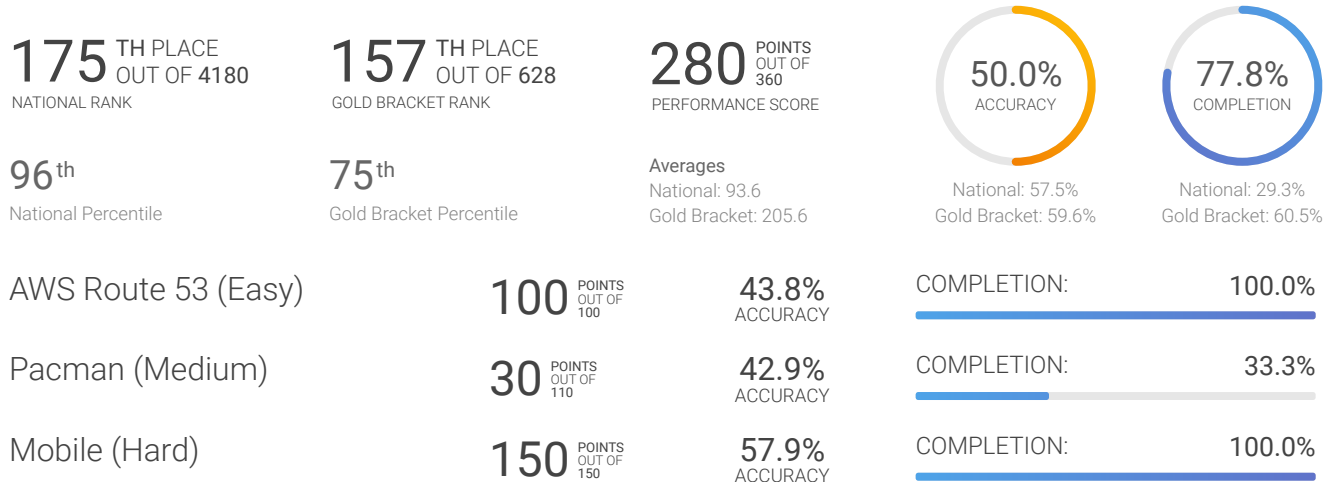 175 TH PLACE
OUT OF 4180
NATIONAL RANK
157 TH PLACE
OUT OF 628
GOLD BRACKET RANK
280 POINTS
OUT OF
360
PERFORMANCE SCORE
50.0%
ACCURACY
77.8%
COMPLETION
96th
National Percentile
75th
Gold Bracket Percentile
Averages
National: 93.6
Gold Bracket: 205.6
National: 57.5%
Gold Bracket: 59.6%
National: 29.3%
Gold Bracket: 60.5%
AWS Route 53 (Easy)
100 POINTS
OUT OF
100
43.8%
ACCURACY
COMPLETION: 100.0%
Pacman (Medium)
30 POINTS
OUT OF
110
42.9%
ACCURACY
COMPLETION: 33.3%
Mobile (Hard)
150 POINTS
OUT OF
150
57.9%
ACCURACY
COMPLETION: 100.0%